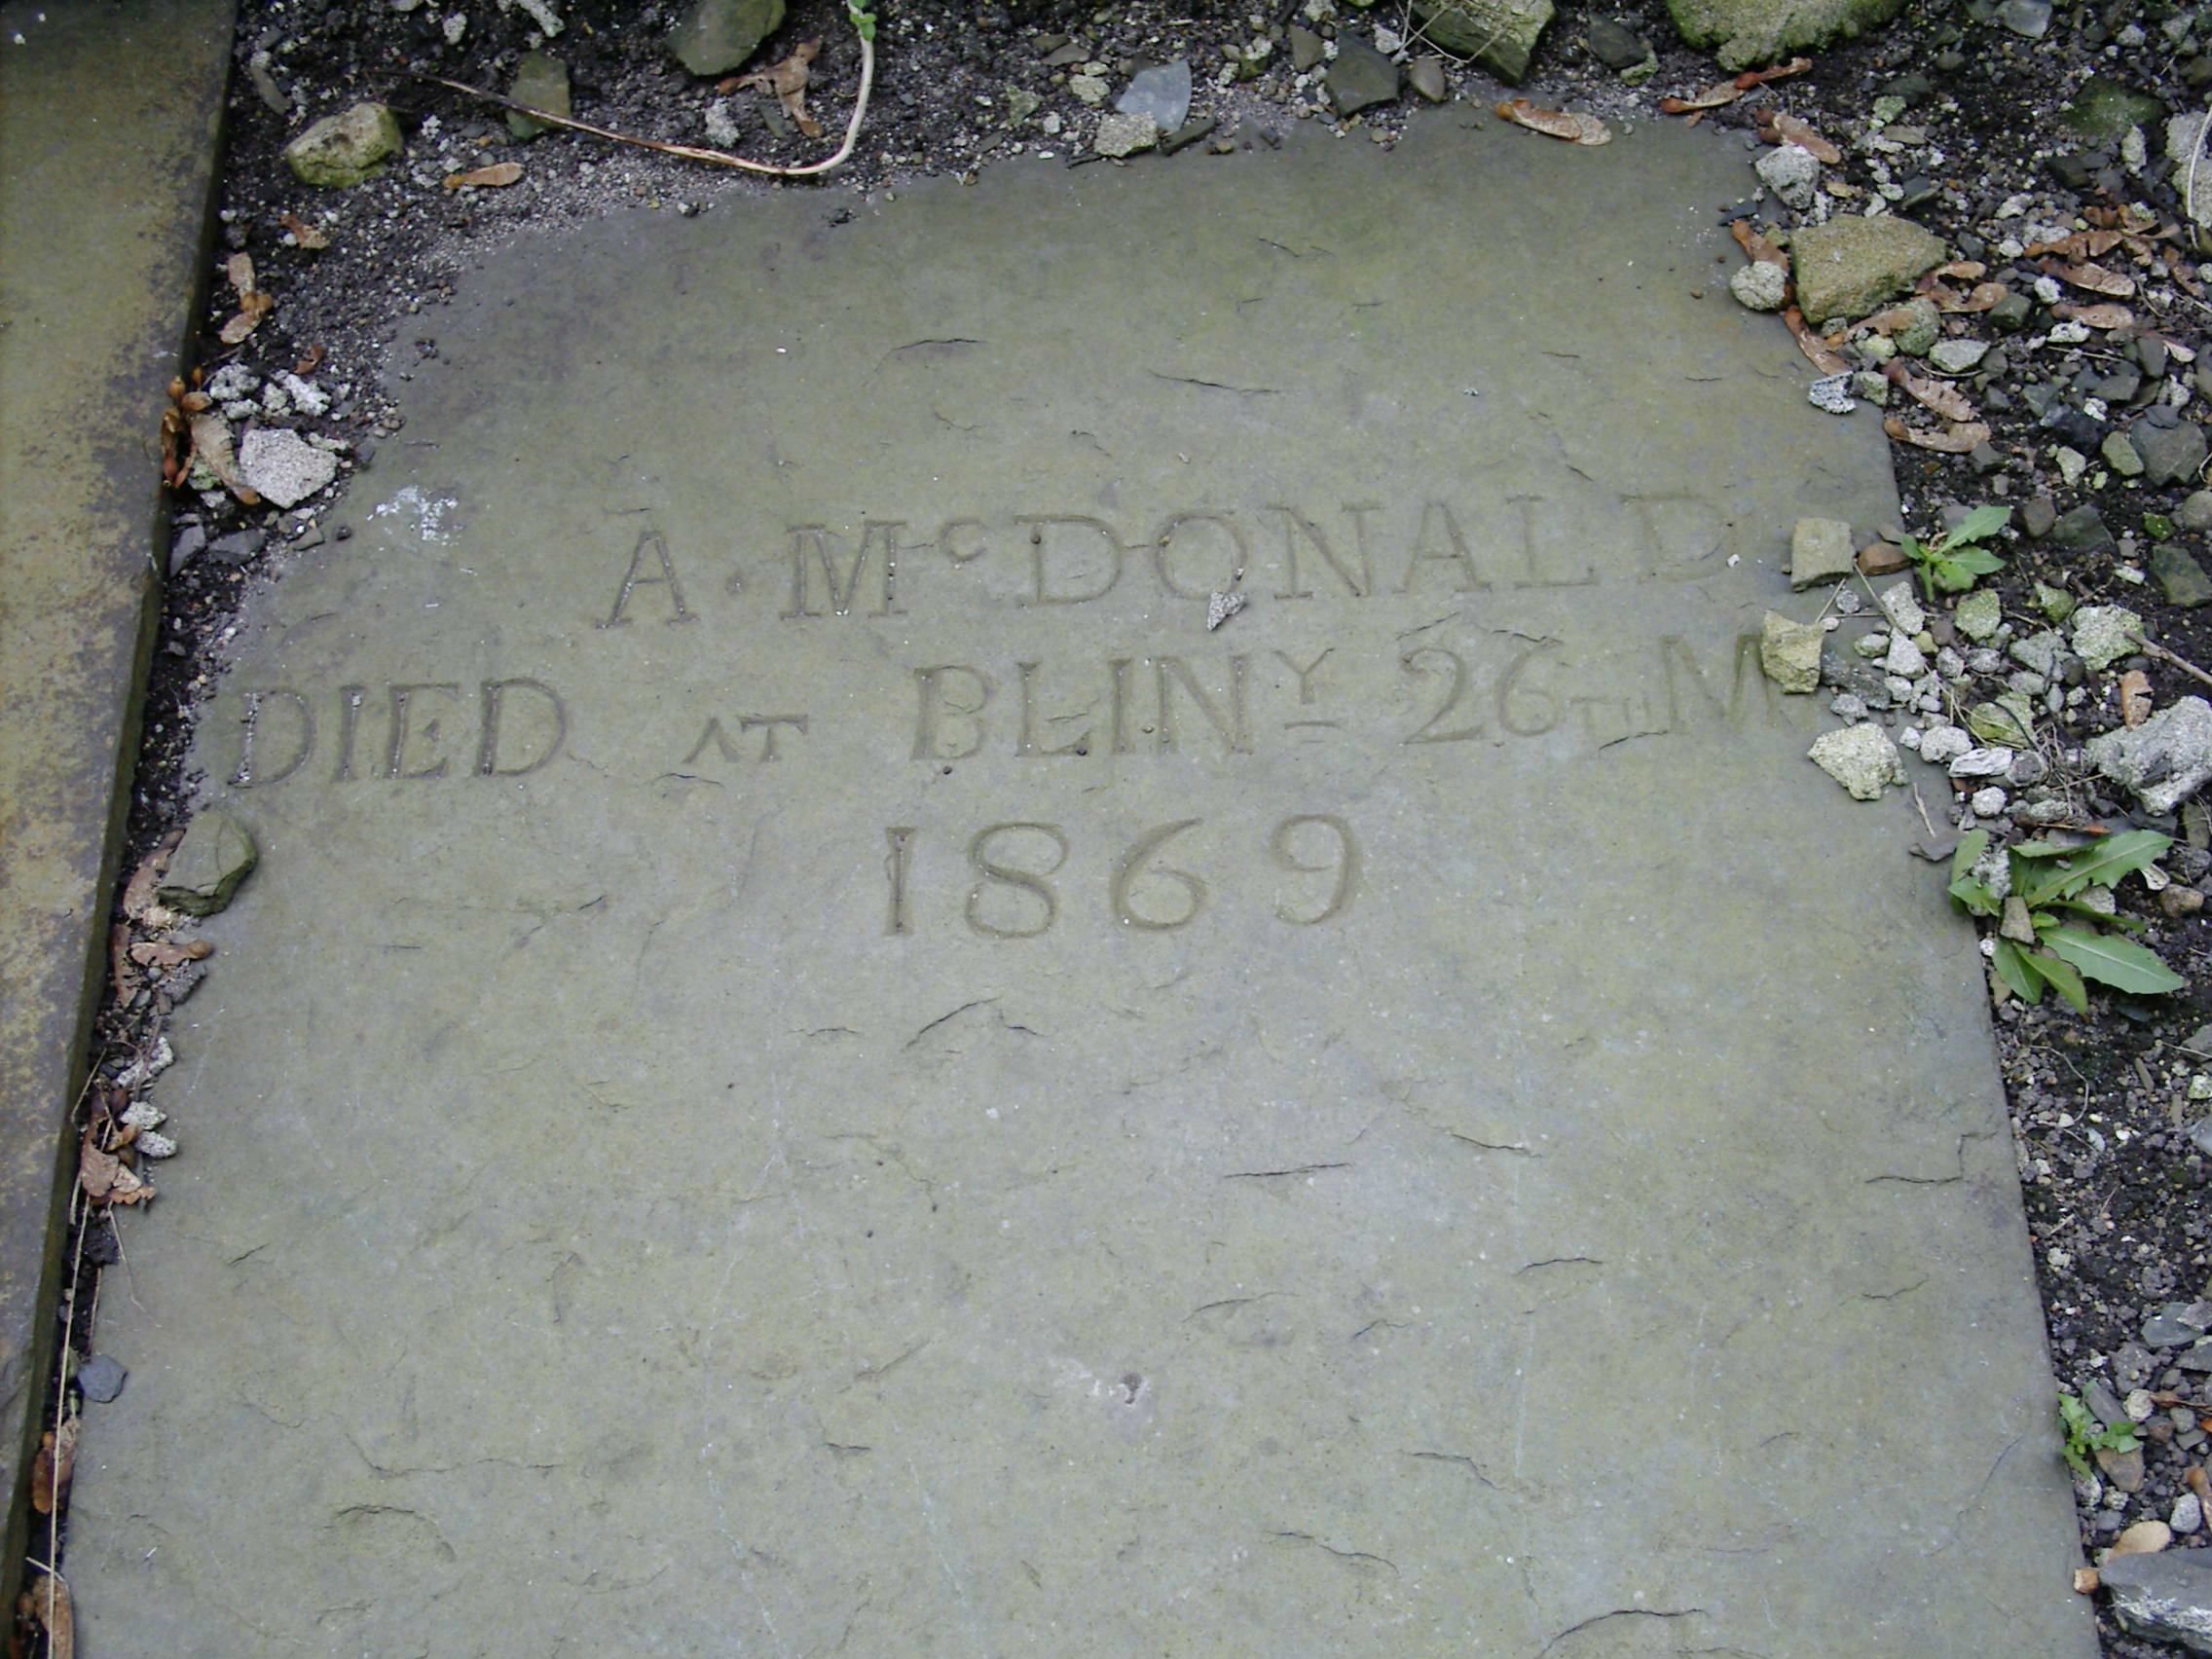 A. McDONALD
DIED AT BLINY 26TH
1869